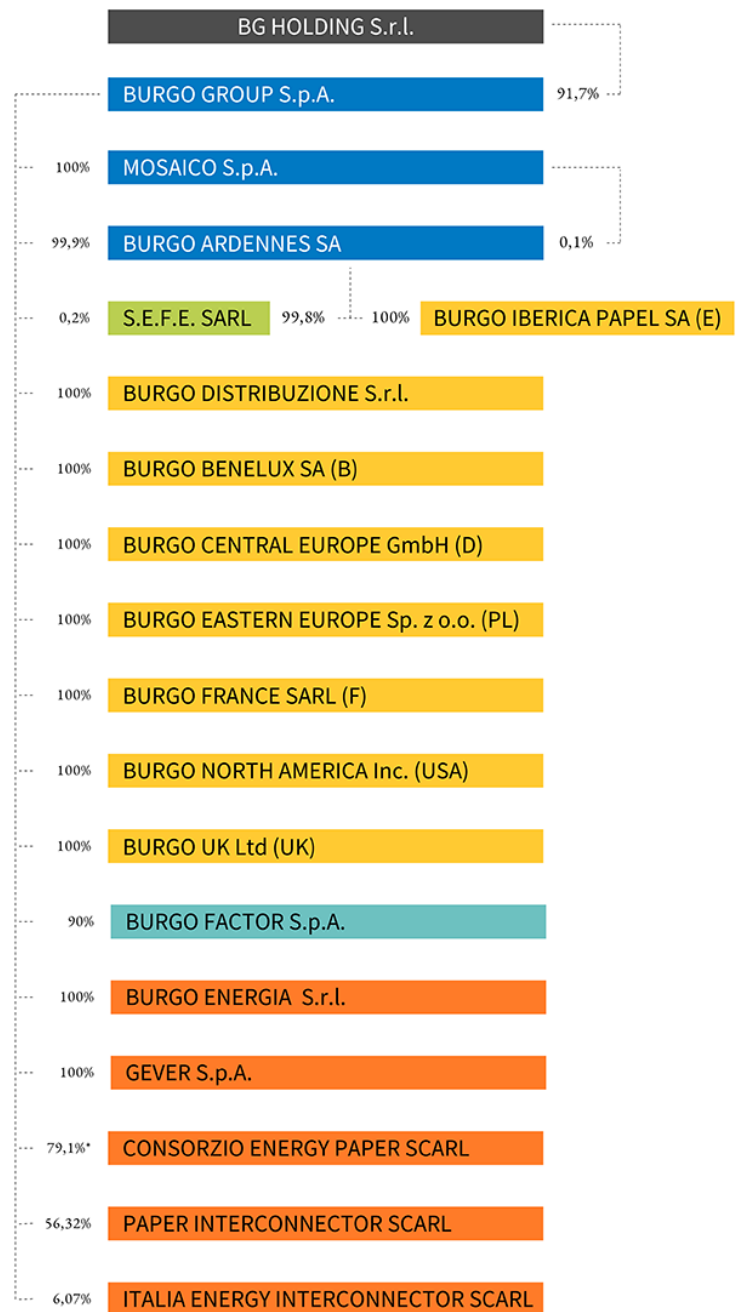 BG HOLDING S.r.l.
BURGO GROUP S.p.A. 91,7%
100% MOSAICO S.p.A.
99,9% BURGO ARDENNES SA 0,1%
0,2% S.E.F.E. SARL 99,8% 100% BURGO IBERICA PAPEL SA (E)
100% BURGO DISTRIBUZIONE S.r.l.
100% BURGO BENELUX SA (B)
100% BURGO CENTRAL EUROPE GmbH (D)
100% BURGO EASTERN EUROPE Sp. z o.o. (PL)
100% BURGO FRANCE SARL (F)
100% BURGO NORTH AMERICA Inc. (USA)
100% BURGO UK Ltd (UK)
90% BURGO FACTOR S.p.A.
100% BURGO ENERGIA S.r.l.
100% GEVER S.p.A.
79,1%* CONSORZIO ENERGY PAPER SCARL
56,32% PAPER INTERCONNECTOR SCARL
6,07% ITALIA ENERGY INTERCONNECTOR SCARL